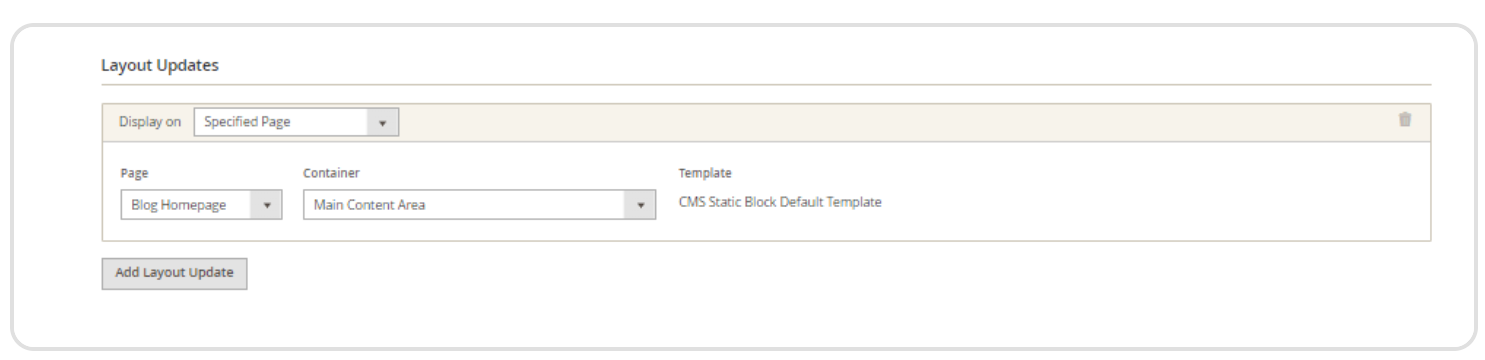 Layout Updates
Display on Specified Page
Page Container Template
Blog Homepage Main Content Area CMS Static Block Default Template
Add Layout Update